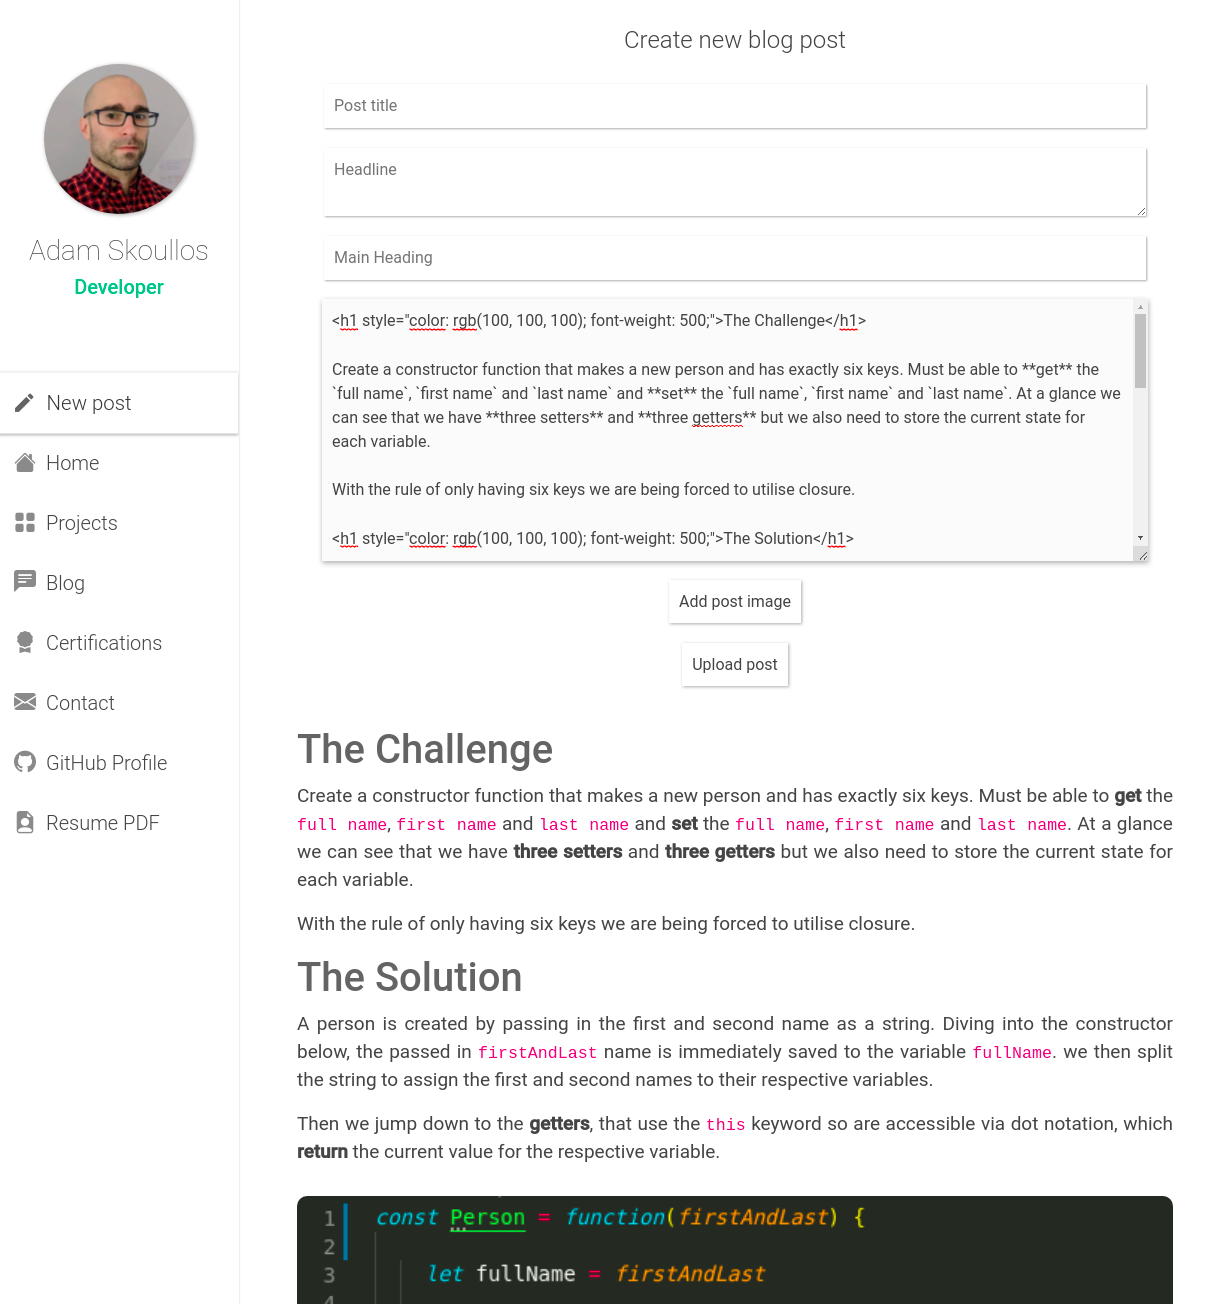 Adam Skoullos
Developer
New post
Home
Projects
Blog
Certifications
Contact
GitHub Profile
Resume PDF
Create new blog post
Post title
Headline
Main Heading
<h1 style="color: rgb(100, 100, 100); font-weight: 500;">The Challenge</h1>
Create a constructor function that makes a new person and has exactly six keys. Must be able to **get** the
`full name`, `first name` and `last name` and **set** the `full name`, `first name` and `last name`. At a glance we
can see that we have **three setters** and **three getters** but we also need to store the current state for
each variable.
With the rule of only having six keys we are being forced to utilise closure.
<h1 style="color: rgb(100, 100, 100); font-weight: 500;">The Solution</h1>
Add post image
Upload post
The Challenge
Create a constructor function that makes a new person and has exactly six keys. Must be able to get the
full name, first name and last name and set the full name, first name and last name. At a glance
we can see that we have three setters and three getters but we also need to store the current state for
each variable.
With the rule of only having six keys we are being forced to utilise closure.
The Solution
A person is created by passing in the first and second name as a string. Diving into the constructor
below, the passed in firstAndLast name is immediately saved to the variable fullName. we then split
the string to assign the first and second names to their respective variables.
Then we jump down to the getters, that use the this keyword so are accessible via dot notation, which
return the current value for the respective variable.
1 const Person = function(firstAndLast) {
2
3 let fullName = firstAndLast
4